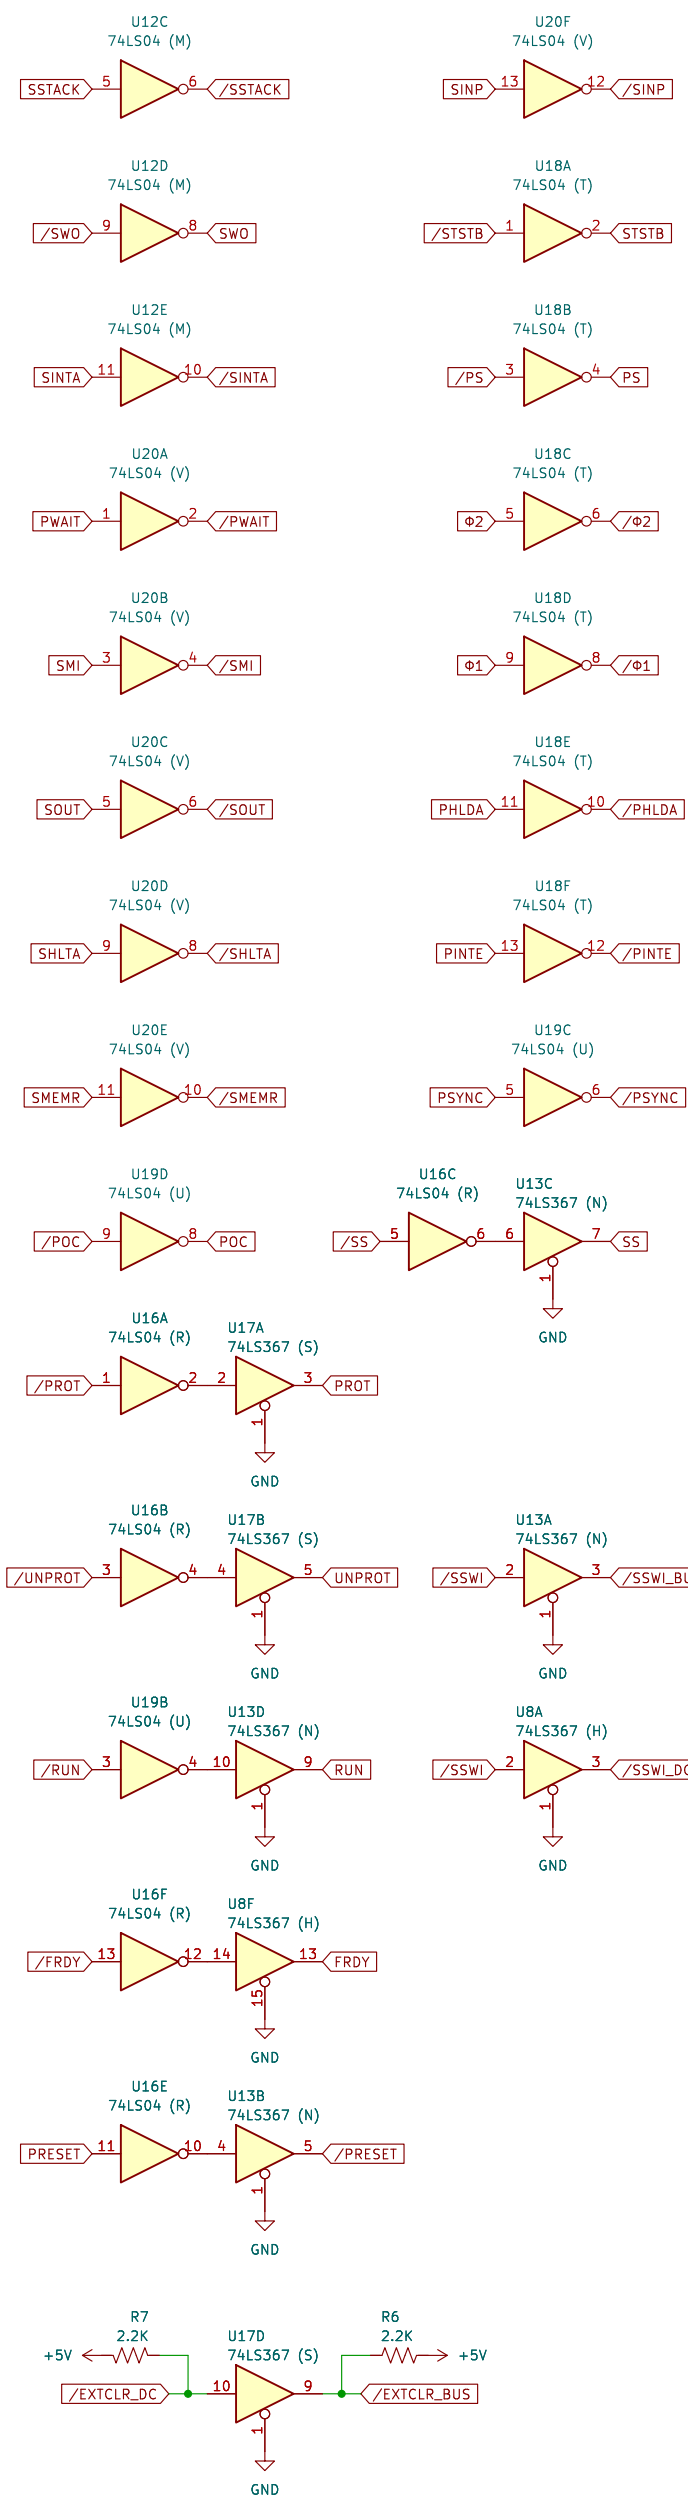 U12C
74LS04 (M)
SSTACK 5 6 /SSTACK
U20F
74LS04 (V)
SINP 13 12 /SINP
U12D
74LS04 (M)
/SWO 9 8 SWO
U18A
74LS04 (T)
/STSTB 1 2 STSTB
U12E
74LS04 (M)
SINTA 11 10 /SINTA
U18B
74LS04 (T)
/PS 3 4 PS
U20A
74LS04 (V)
PWAIT 1 2 /PWAIT
U18C
74LS04 (T)
Φ2 5 6 /Φ2
U20B
74LS04 (V)
SMI 3 4 /SMI
U18D
74LS04 (T)
Φ1 9 8 /Φ1
U20C
74LS04 (V)
SOUT 5 6 /SOUT
U18E
74LS04 (T)
PHLDA 11 10 /PHLDA
U20D
74LS04 (V)
SHLTA 9 8 /SHLTA
U18F
74LS04 (T)
PINTE 13 12 /PINTE
U20E
74LS04 (V)
SMEMR 11 10 /SMEMR
U19C
74LS04 (U)
PSYNC 5 6 /PSYNC
U19D
74LS04 (U)
/POC 9 8 POC
U16C
74LS04 (R)
U13C
74LS367 (N)
/SS 5 6 6 7 SS
1
GND
U16A
74LS04 (R)
U17A
74LS367 (S)
/PROT 1 2 2 3 PROT
1
GND
U16B
74LS04 (R)
U17B
74LS367 (S)
/UNPROT 3 4 4 5 UNPROT
1
GND
U13A
74LS367 (N)
/SSWI 2 3 /SSWI_BU
1
GND
U19B
74LS04 (U)
U13D
74LS367 (N)
/RUN 3 4 10 9 RUN
1
GND
U8A
74LS367 (H)
/SSWI 2 3 /SSWI_DC
1
GND
U16F
74LS04 (R)
U8F
74LS367 (H)
/FRDY 13 12 14 13 FRDY
15
GND
U16E
74LS04 (R)
U13B
74LS367 (N)
PRESET 11 10 4 5 /PRESET
1
GND
R7
2.2K
+5V
U17D
74LS367 (S)
R6
2.2K
+5V
/EXTCLR_DC 10 9 /EXTCLR_BUS
1
GND